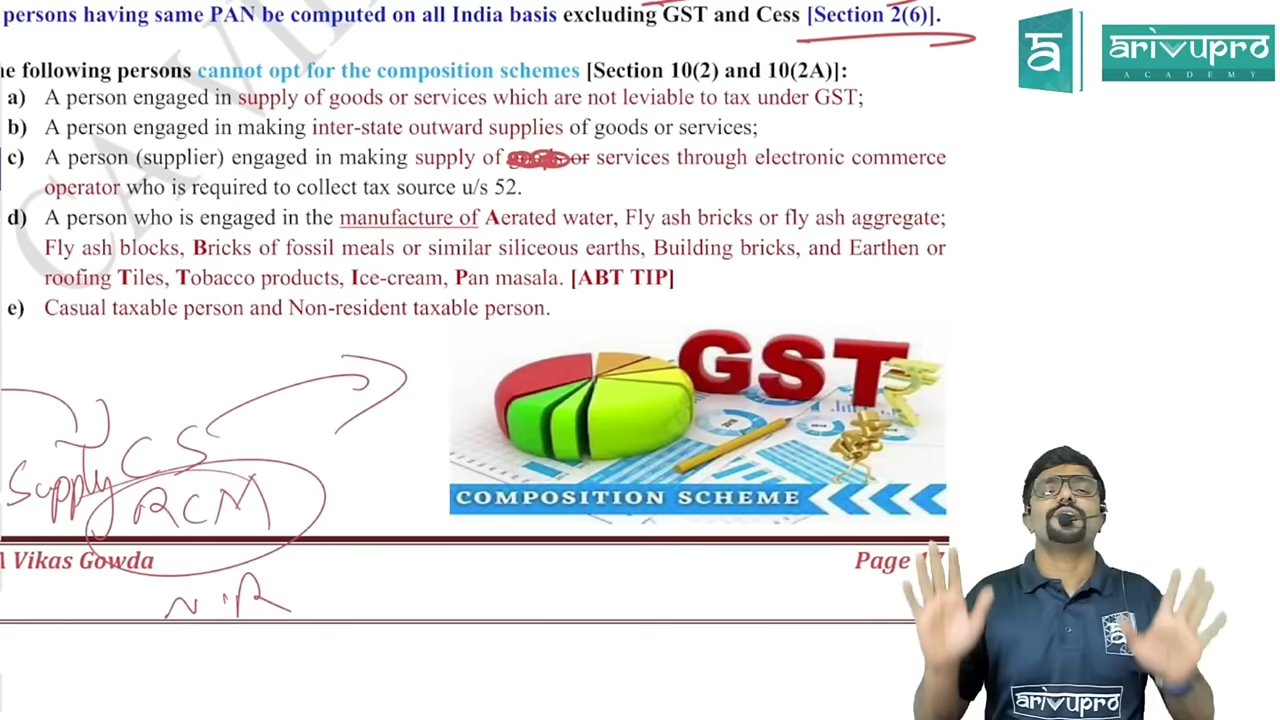 persons having same PAN be computed on all India basis excluding GST and Cess [Section 2(6)].
arivupro
ACADEMY
he following persons cannot opt for the composition schemes [Section 10(2) and 10(2A)]:
a) A person engaged in supply of goods or services which are not leviable to tax under GST;
b) A person engaged in making inter-state outward supplies of goods or services;
c) A person (supplier) engaged in making supply of goods or services through electronic commerce
operator who is required to collect tax source u/s 52.
d) A person who is engaged in the manufacture of Aerated water, Fly ash bricks or fly ash aggregate;
Fly ash blocks, Bricks of fossil meals or similar siliceous earths, Building bricks, and Earthen or
roofing Tiles, Tobacco products, Ice-cream, Pan masala. [ABT TIP]
e) Casual taxable person and Non-resident taxable person.
GST
COMPOSITION SCHEME
Supply CS
RCM
N.R
Vikas Gowda
Page
CA VI
arivupro